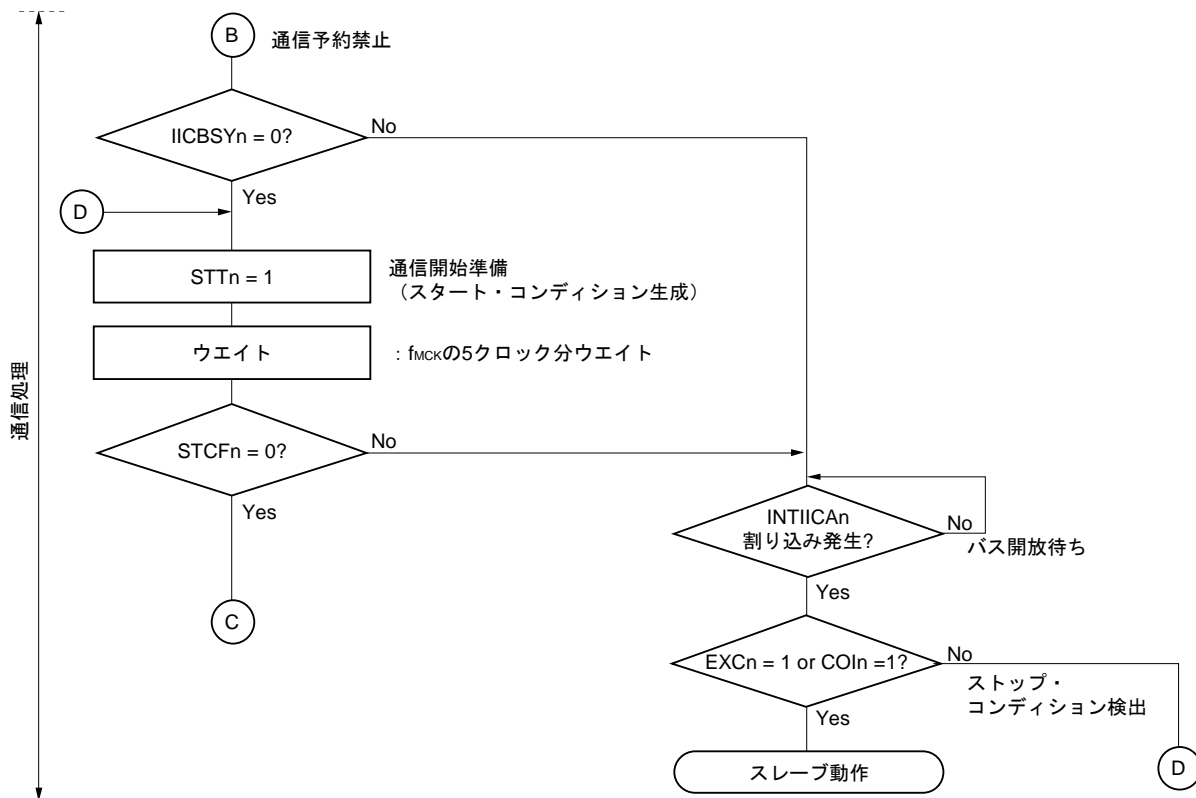 B
通信予約禁止
IICBSYn = 0?
No
Yes
D
STTn = 1
通信開始準備
（スタート・コンディション生成）
ウエイト
：fMCKの5クロック分ウエイト
STCFn = 0?
No
Yes
C
INTIICAn
割り込み発生?
No
バス開放待ち
Yes
EXCn = 1 or COIn =1?
No
ストップ・
コンディション検出
Yes
スレーブ動作
D
通信処理